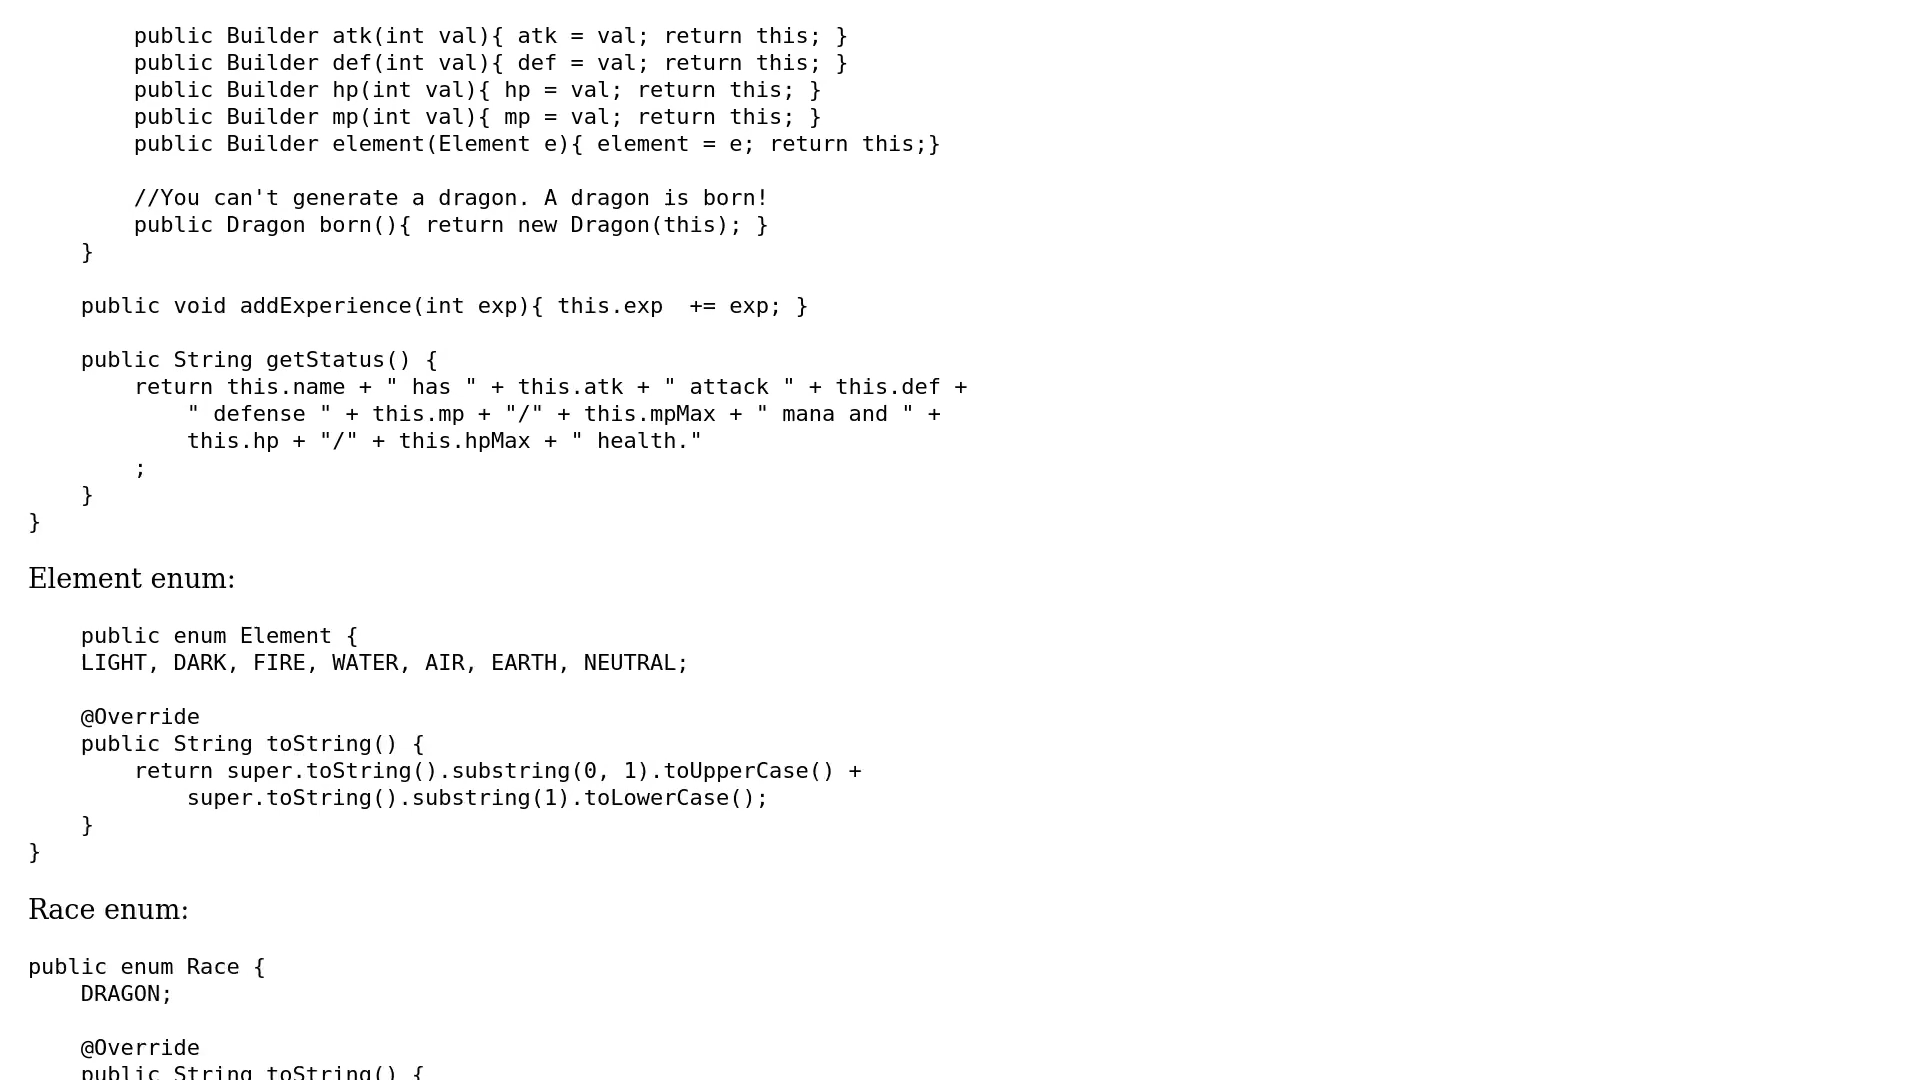 public Builder atk(int val){ atk = val; return this; }
        public Builder def(int val){ def = val; return this; }
        public Builder hp(int val){ hp = val; return this; }
        public Builder mp(int val){ mp = val; return this; }
        public Builder element(Element e){ element = e; return this;}

        //You can't generate a dragon. A dragon is born!
        public Dragon born(){ return new Dragon(this); }
    }

    public void addExperience(int exp){ this.exp  += exp; }

    public String getStatus() {
        return this.name + " has " + this.atk + " attack " + this.def +
            " defense " + this.mp + "/" + this.mpMax + " mana and " +
            this.hp + "/" + this.hpMax + " health."
        ;
    }
}

Element enum:

    public enum Element {
    LIGHT, DARK, FIRE, WATER, AIR, EARTH, NEUTRAL;

    @Override
    public String toString() {
        return super.toString().substring(0, 1).toUpperCase() +
            super.toString().substring(1).toLowerCase();
    }
}

Race enum:

public enum Race {
    DRAGON;

    @Override
    public String toString() {